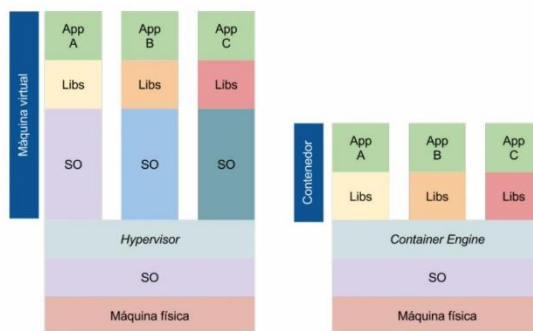 Máquina virtual
App
A
App
B
App
C
Libs
Libs
Libs
SO
SO
SO
Hypervisor
SO
Máquina física
Contenedor
App
A
App
B
App
C
Libs
Libs
Libs
Container Engine
SO
Máquina física